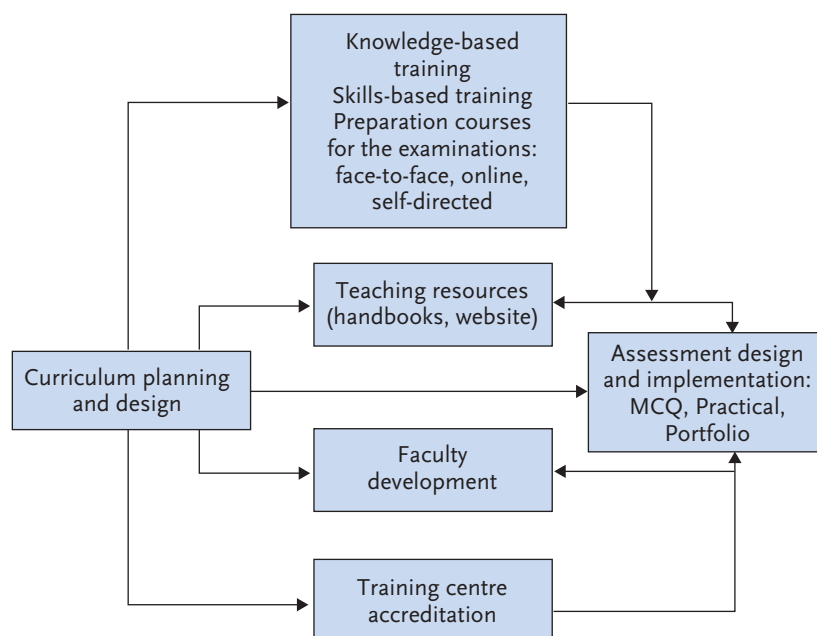 Knowledge-based
training
Skills-based training
Preparation courses
for the examinations:
face-to-face, online,
self-directed
Teaching resources
(handbooks, website)
Curriculum planning
and design
Assessment design
and implementation:
MCQ, Practical,
Portfolio
Faculty
development
Training centre
accreditation